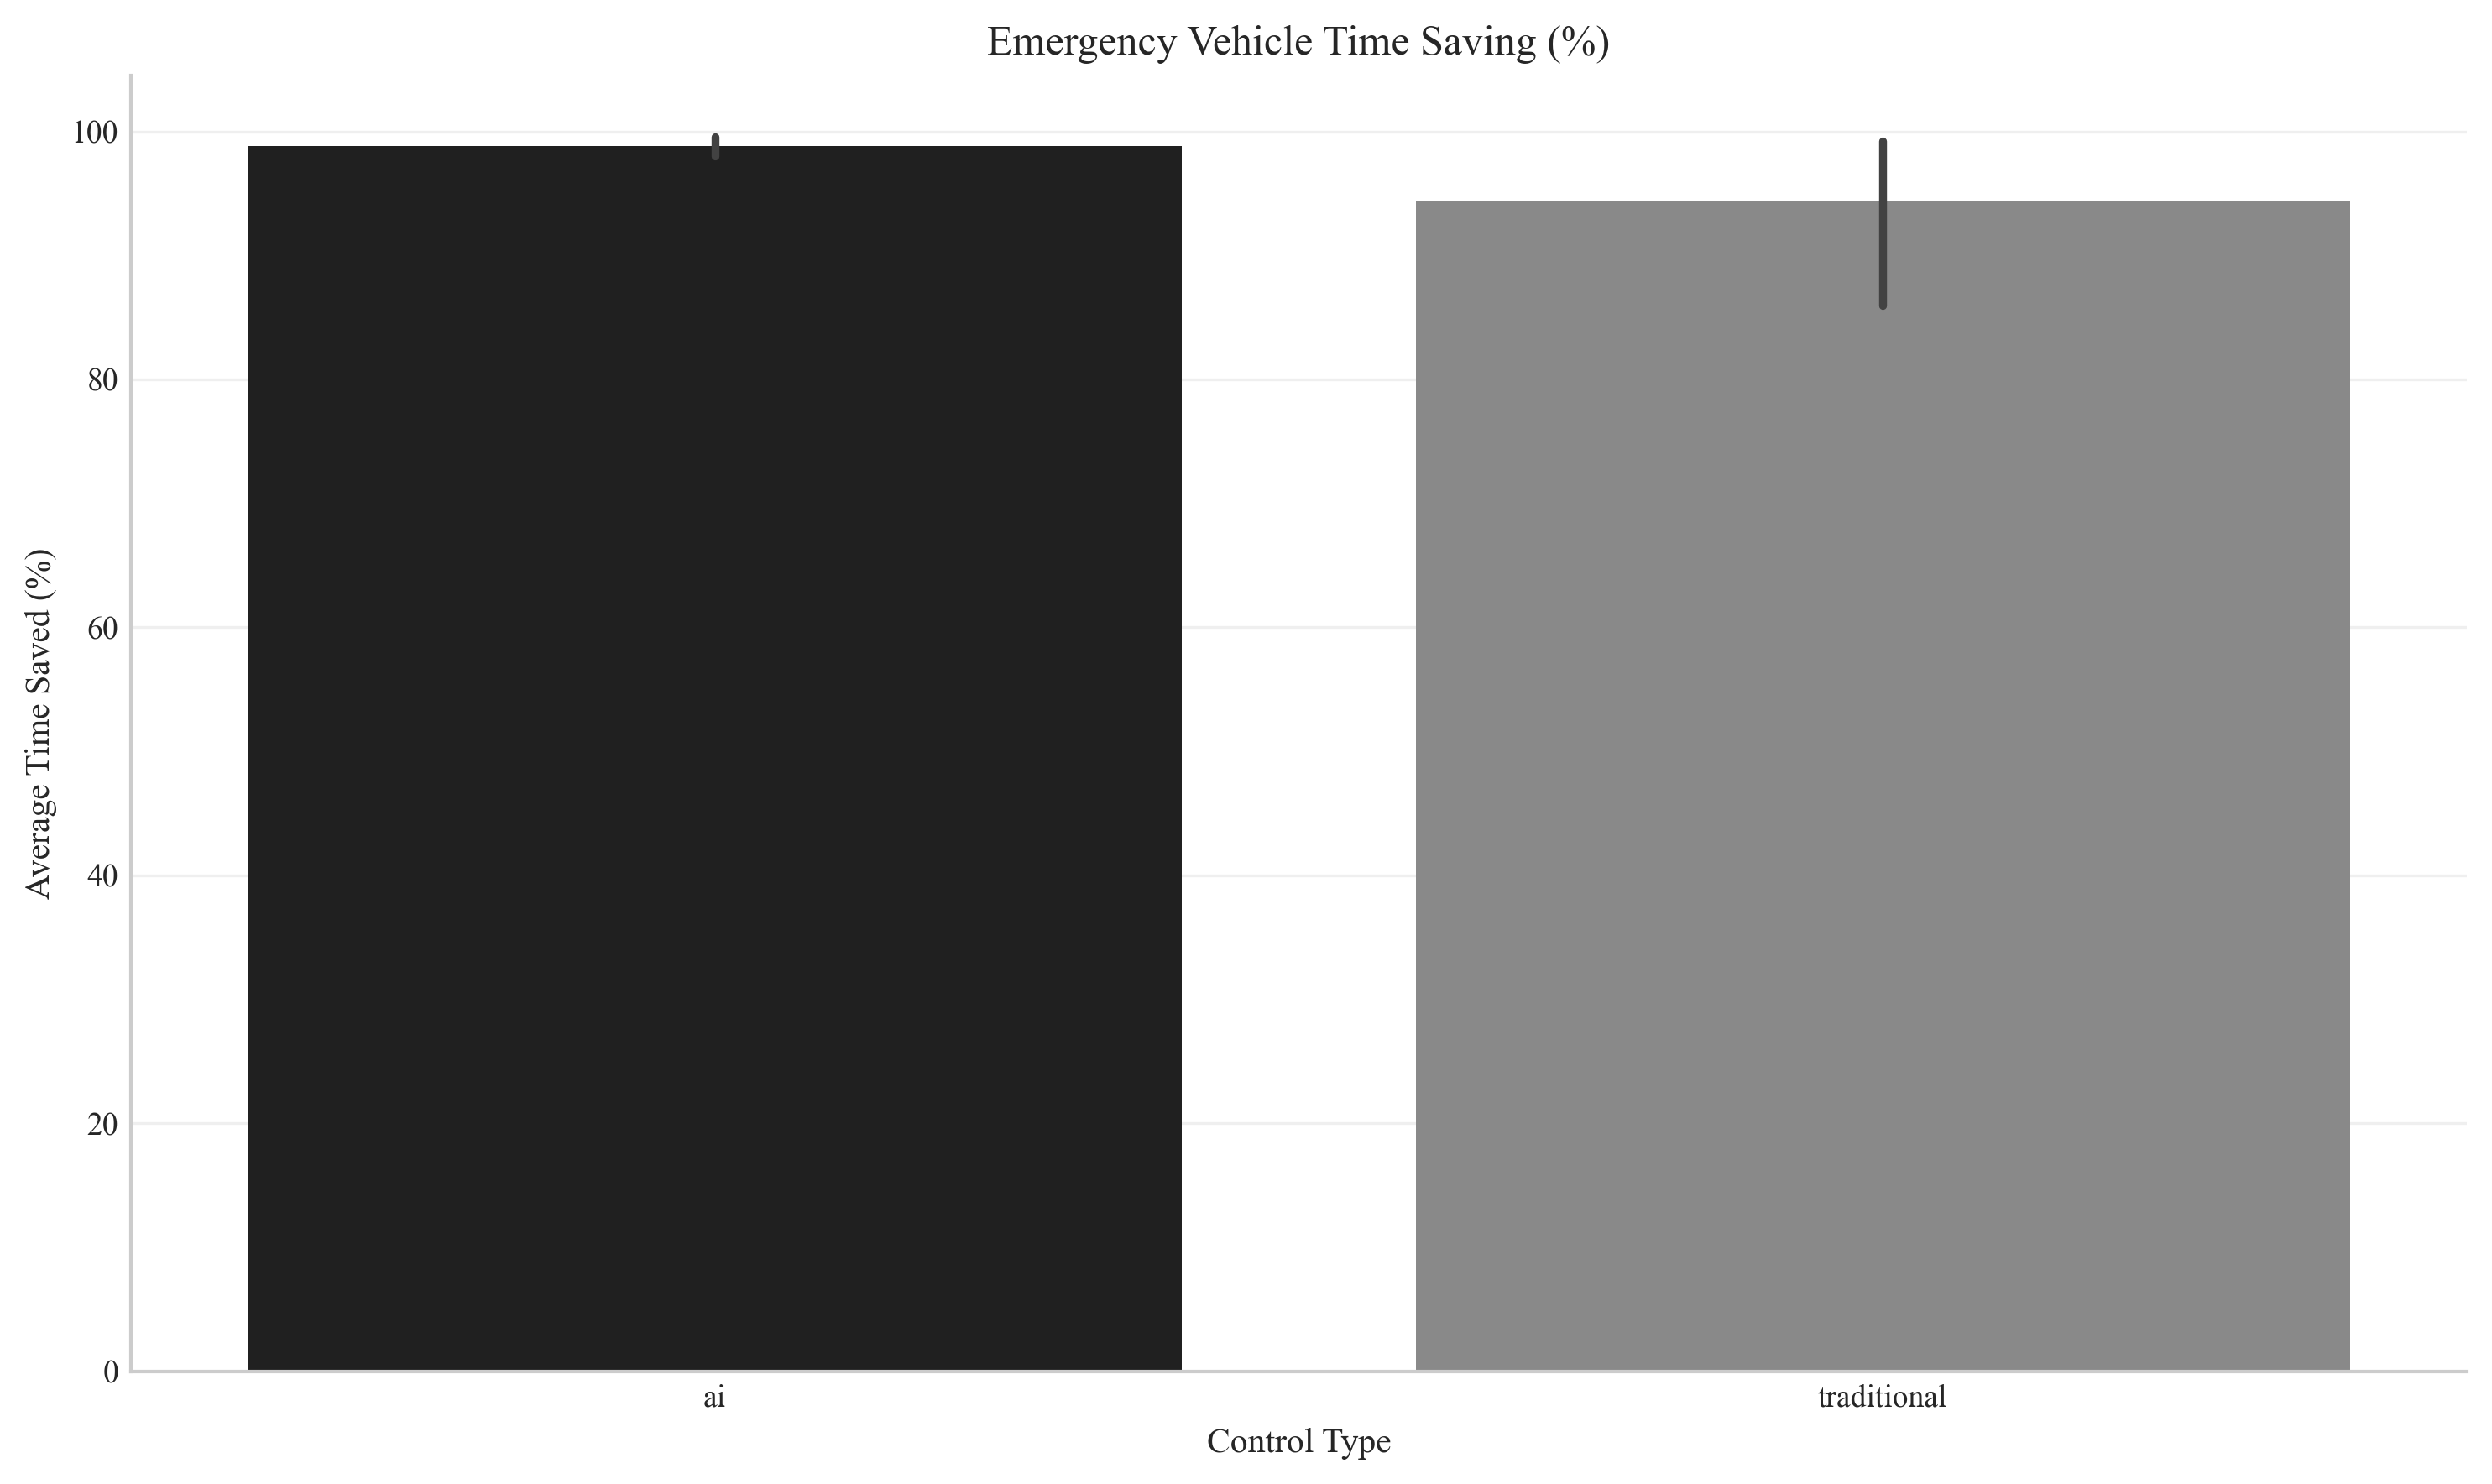 Emergency Vehicle Time Saving (%)
100
80
60
40
20
0
Average Time Saved (%)
ai
traditional
Control Type